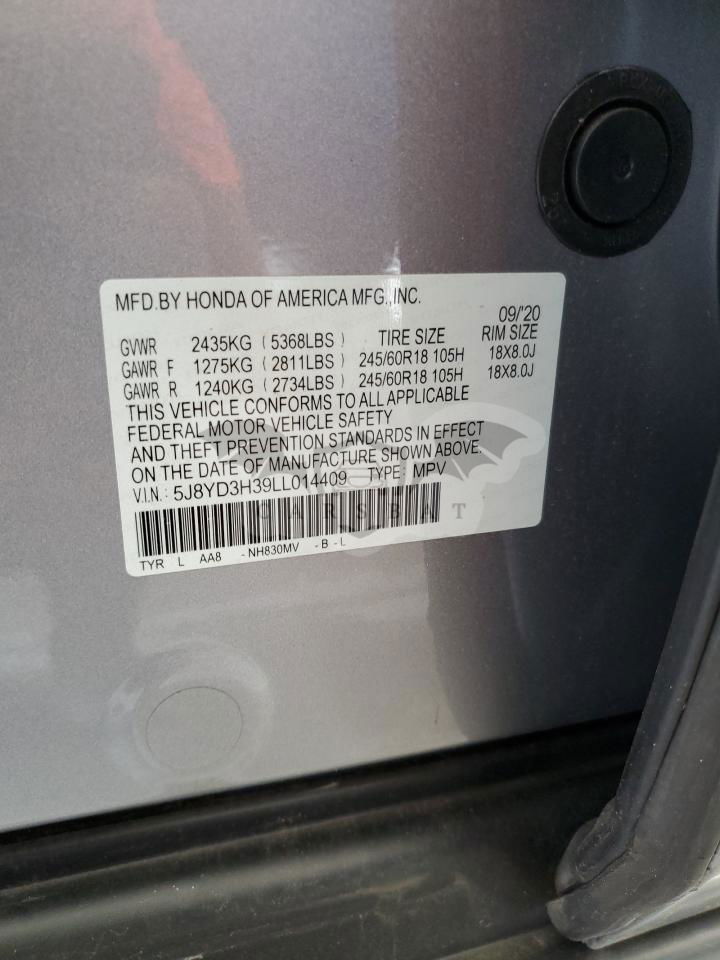 MFD.BY HONDA OF AMERICA MFG.,INC.
09/'20
GVWR 2435KG (5368LBS) TIRE SIZE RIM SIZE
GAWR F 1275KG (2811LBS) 245/60R18 105H 18X8.0J
GAWR R 1240KG (2734LBS) 245/60R18 105H 18X8.0J
THIS VEHICLE CONFORMS TO ALL APPLICABLE
FEDERAL MOTOR VEHICLE SAFETY
AND THEFT PREVENTION STANDARDS IN EFFECT
ON THE DATE OF MANUFACTURE SHOWN ABOVE.
V.I.N.: 5J8YD3H39LL014409 TYPE: MPV
TYR L AA8 -NH830MV -B-L
CARSBAT